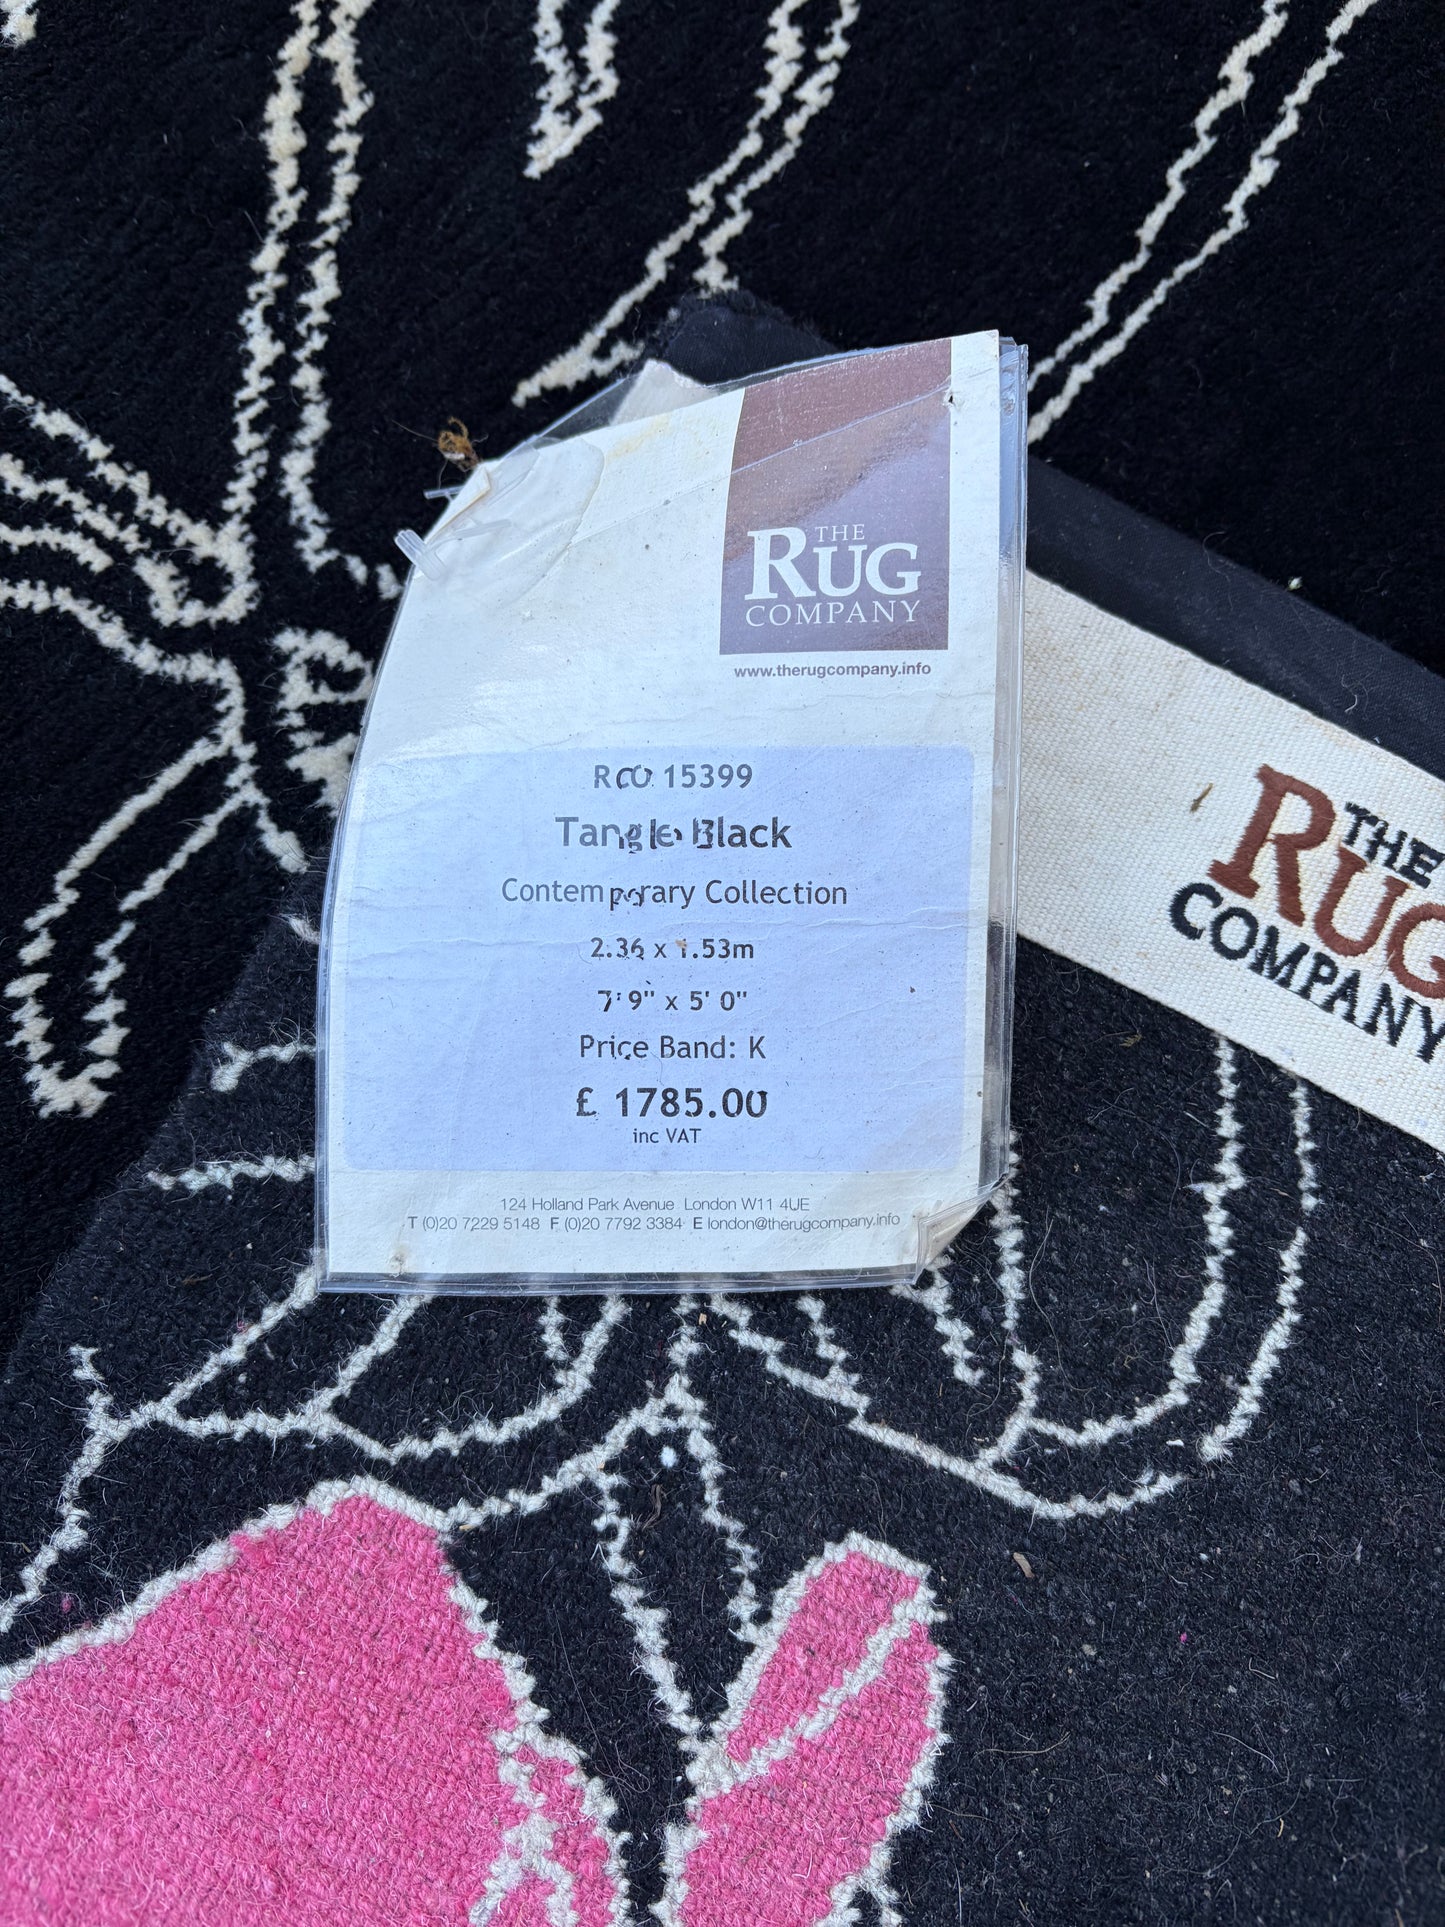 THE
RUG
COMPANY
www.therugcompany.info
RCO 15399
Tangle Black
Contemporary Collection
2.36 x 1.53m
7' 9" x 5' 0"
Price Band: K
£ 1785.00
inc VAT
124 Holland Park Avenue London W11 4UE
T (0)20 7229 5148 F (0)20 7792 3384 E london@therugcompany.info
THE
RUG
COMPANY